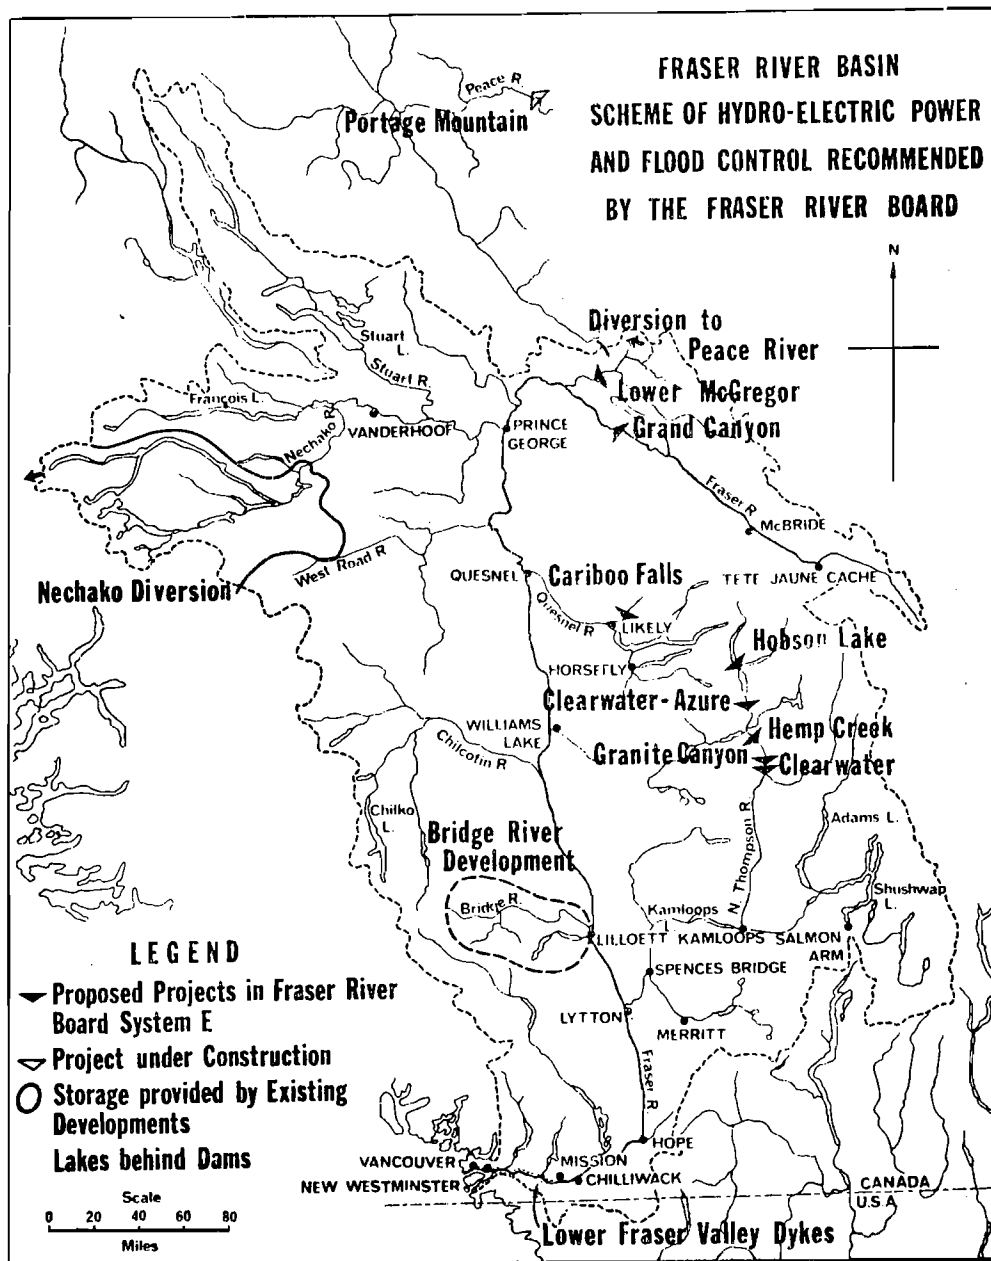 FRASER RIVER BASIN
SCHEME OF HYDRO-ELECTRIC POWER
AND FLOOD CONTROL RECOMMENDED
BY THE FRASER RIVER BOARD
Peace R.
Portage Mountain
N
Diversion to
Peace River
Lower McGregor
Grand Canyon
Stuart
L.
Stuart R.
François L.
Nechako R.
VANDERHOOF
PRINCE
GEORGE
Fraser R.
McBRIDE
TETE JAUNE CACHE
West Road R.
Nechako Diversion
QUESNEL
Cariboo Falls
Quesnel R.
LIKELY
Hobson Lake
HORSEFLY
Clearwater-Azure
WILLIAMS
LAKE
Hemp Creek
Granite Canyon
Clearwater
Chilcotin R.
Chilko
L.
Adams L.
Bridge River
Development
N. Thompson R.
Shushwap
L.
Bridge R.
Kamloops
L.
LILLOETT
KAMLOOPS
SALMON
ARM
SPENCES BRIDGE
LYTTON
MERRITT
Fraser R.
HOPE
VANCOUVER
MISSION
NEW WESTMINSTER
CHILLIWACK
CANADA
U.S.A
Lower Fraser Valley Dykes
LEGEND
Proposed Projects in Fraser River
Board System E
Project under Construction
Storage provided by Existing
Developments
Lakes behind Dams
Scale
0 20 40 60 80
Miles